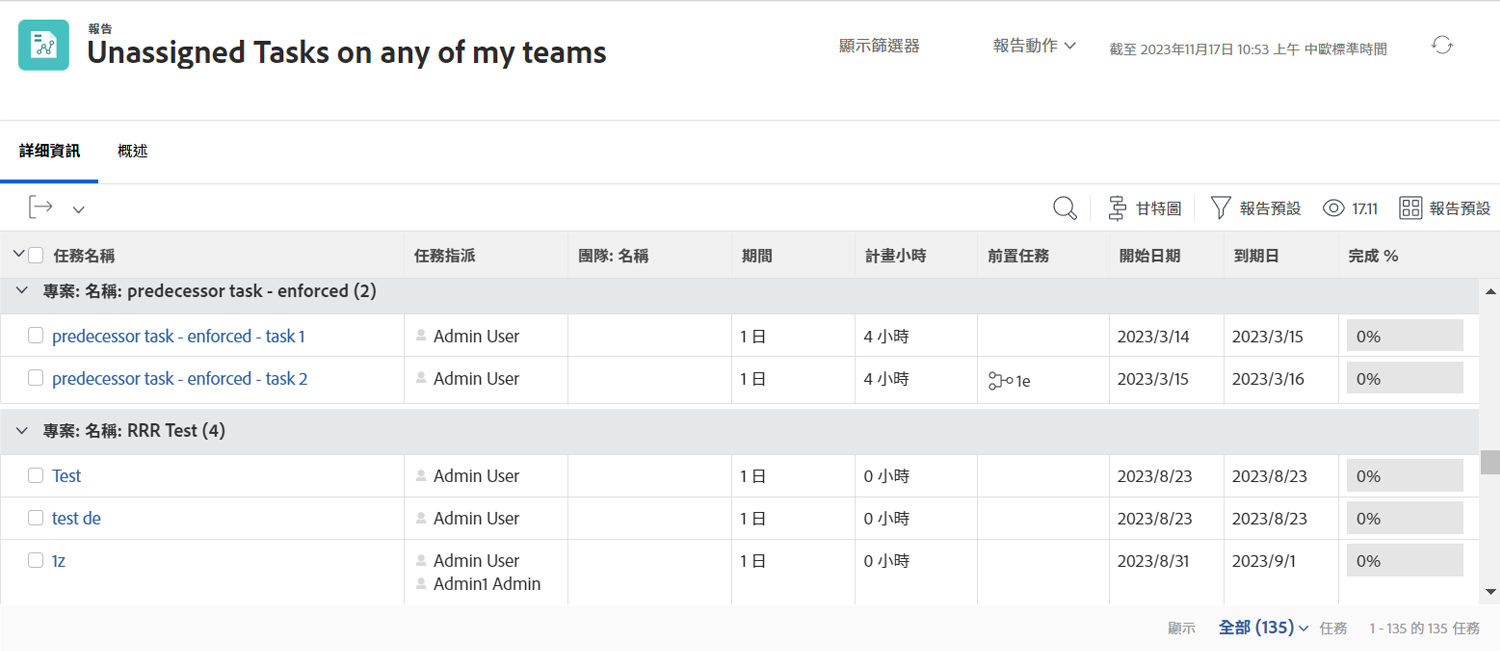 報告
Unassigned Tasks on any of my teams
顯示篩選器 報告動作 截至 2023年11月17日 10:53 上午 中歐標準時間
詳細資訊 概述
甘特圖 報告預設 17.11 報告預設
任務名稱 任務指派 團隊: 名稱 期間 計畫小時 前置任務 開始日期 到期日 完成 %
專案: 名稱: predecessor task - enforced (2)
predecessor task - enforced - task 1 Admin User 1 日 4 小時 2023/3/14 2023/3/15 0%
predecessor task - enforced - task 2 Admin User 1 日 4 小時 1e 2023/3/15 2023/3/16 0%
專案: 名稱: RRR Test (4)
Test Admin User 1 日 0 小時 2023/8/23 2023/8/23 0%
test de Admin User 1 日 0 小時 2023/8/23 2023/8/23 0%
1z Admin User 1 日 0 小時 2023/8/31 2023/9/1 0%
Admin1 Admin
顯示 全部 (135) 任務 1 - 135 的 135 任務